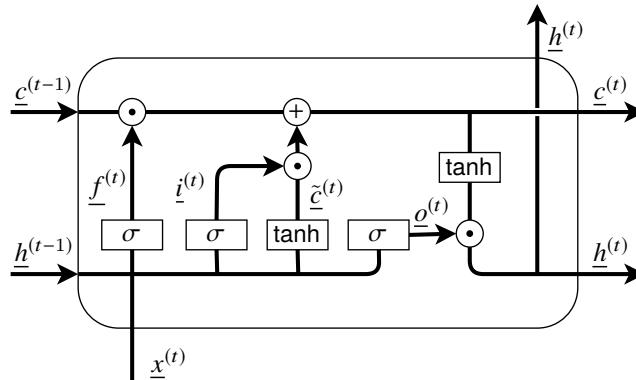 h^{(t)}
c^{(t-1)} c^{(t)}
+
f^{(t)} i^{(t)} c̃^{(t)} tanh
o^{(t)}
σ σ tanh σ
h^{(t-1)} h^{(t)}
x^{(t)}